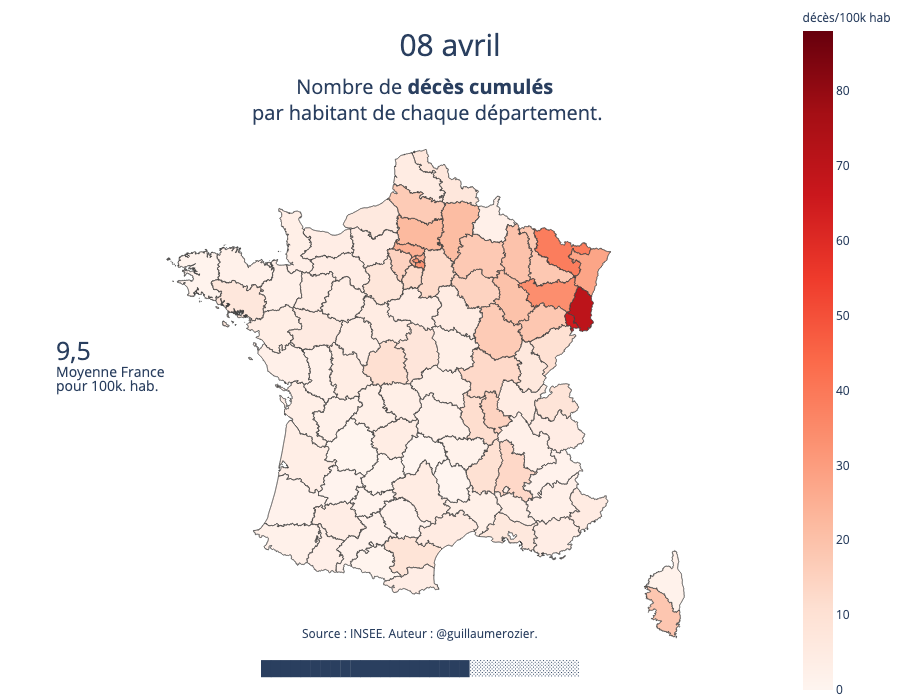 décès/100k hab
08 avril
Nombre de décès cumulés
par habitant de chaque département.
80
70
60
50
40
30
20
10
0
9,5
Moyenne France
pour 100k. hab.
Source : INSEE. Auteur : @guillaumerozier.